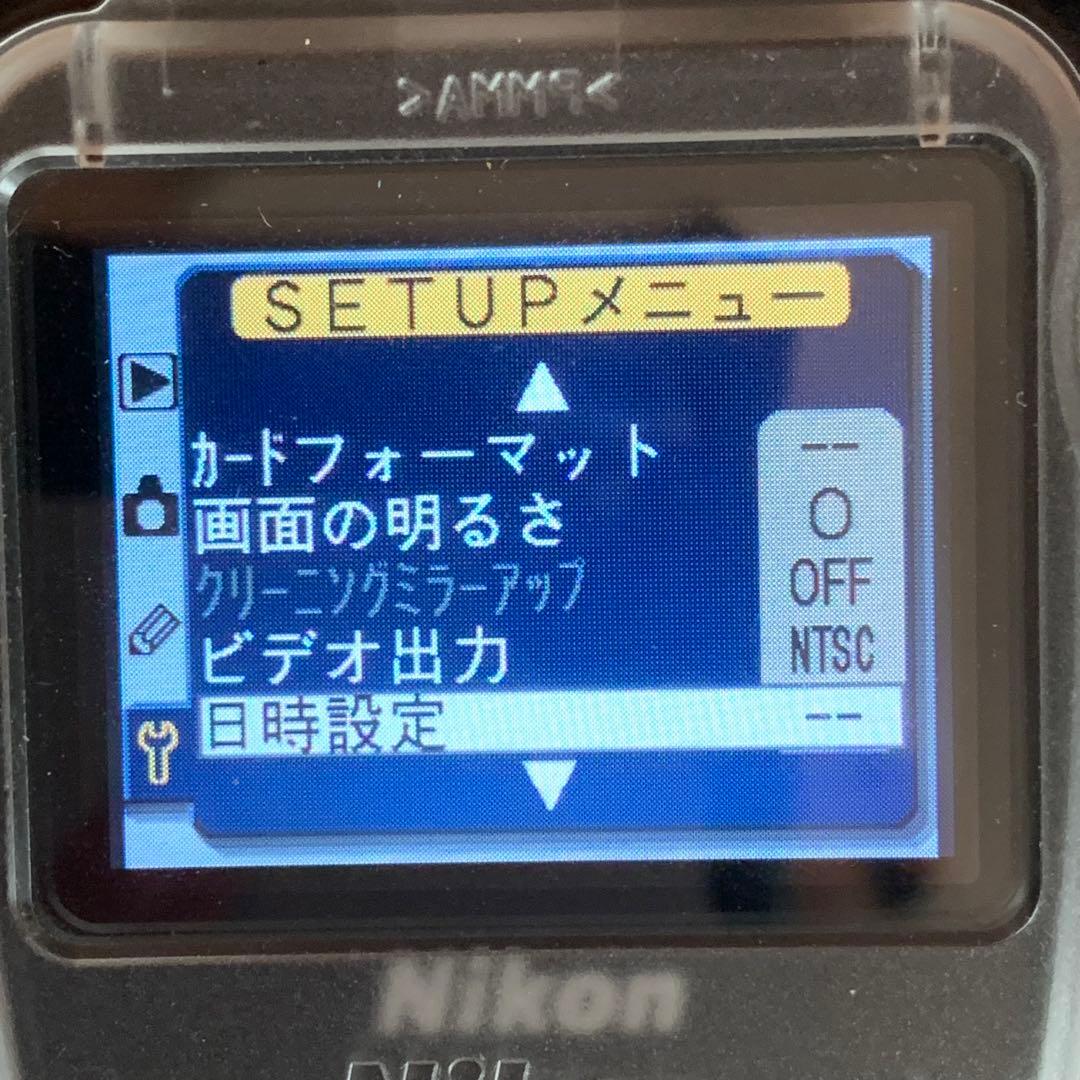 >PMMA<
SETUPメニュー
カードフォーマット --
画面の明るさ 0
クリーニングミラーアップ OFF
ビデオ出力 NTSC
日時設定 --
Nikon